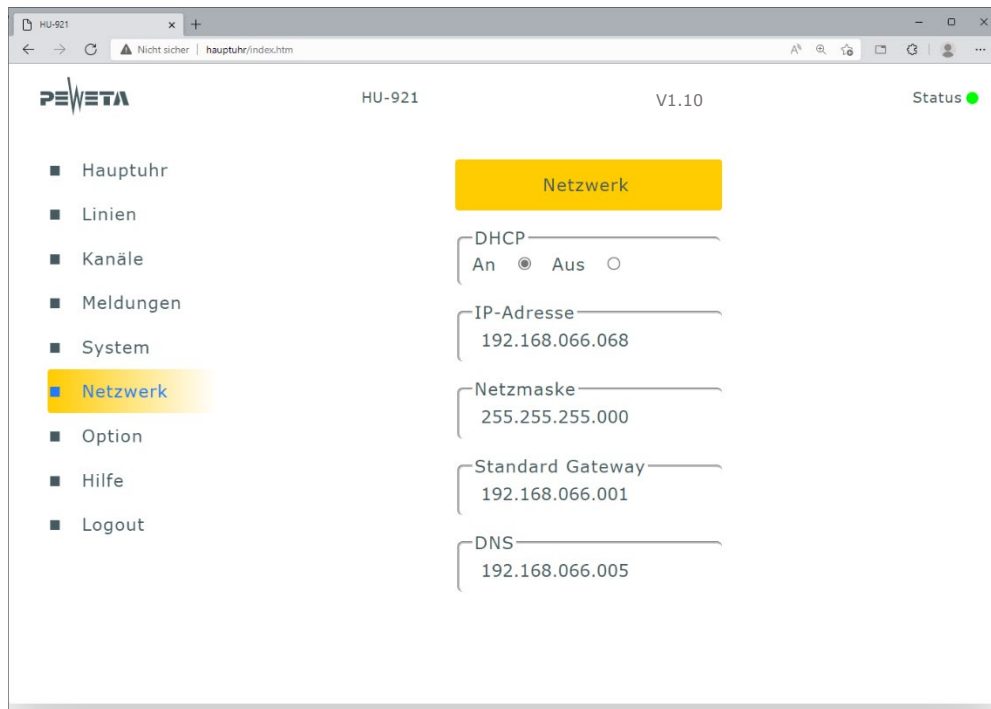 HU-921
Nicht sicher | hauptuhr/index.htm
PEWETA HU-921 V1.10 Status
Hauptuhr
Linien
Kanäle
Meldungen
System
Netzwerk
Option
Hilfe
Logout
Netzwerk
DHCP
An Aus
IP-Adresse
192.168.066.068
Netzmaske
255.255.255.000
Standard Gateway
192.168.066.001
DNS
192.168.066.005